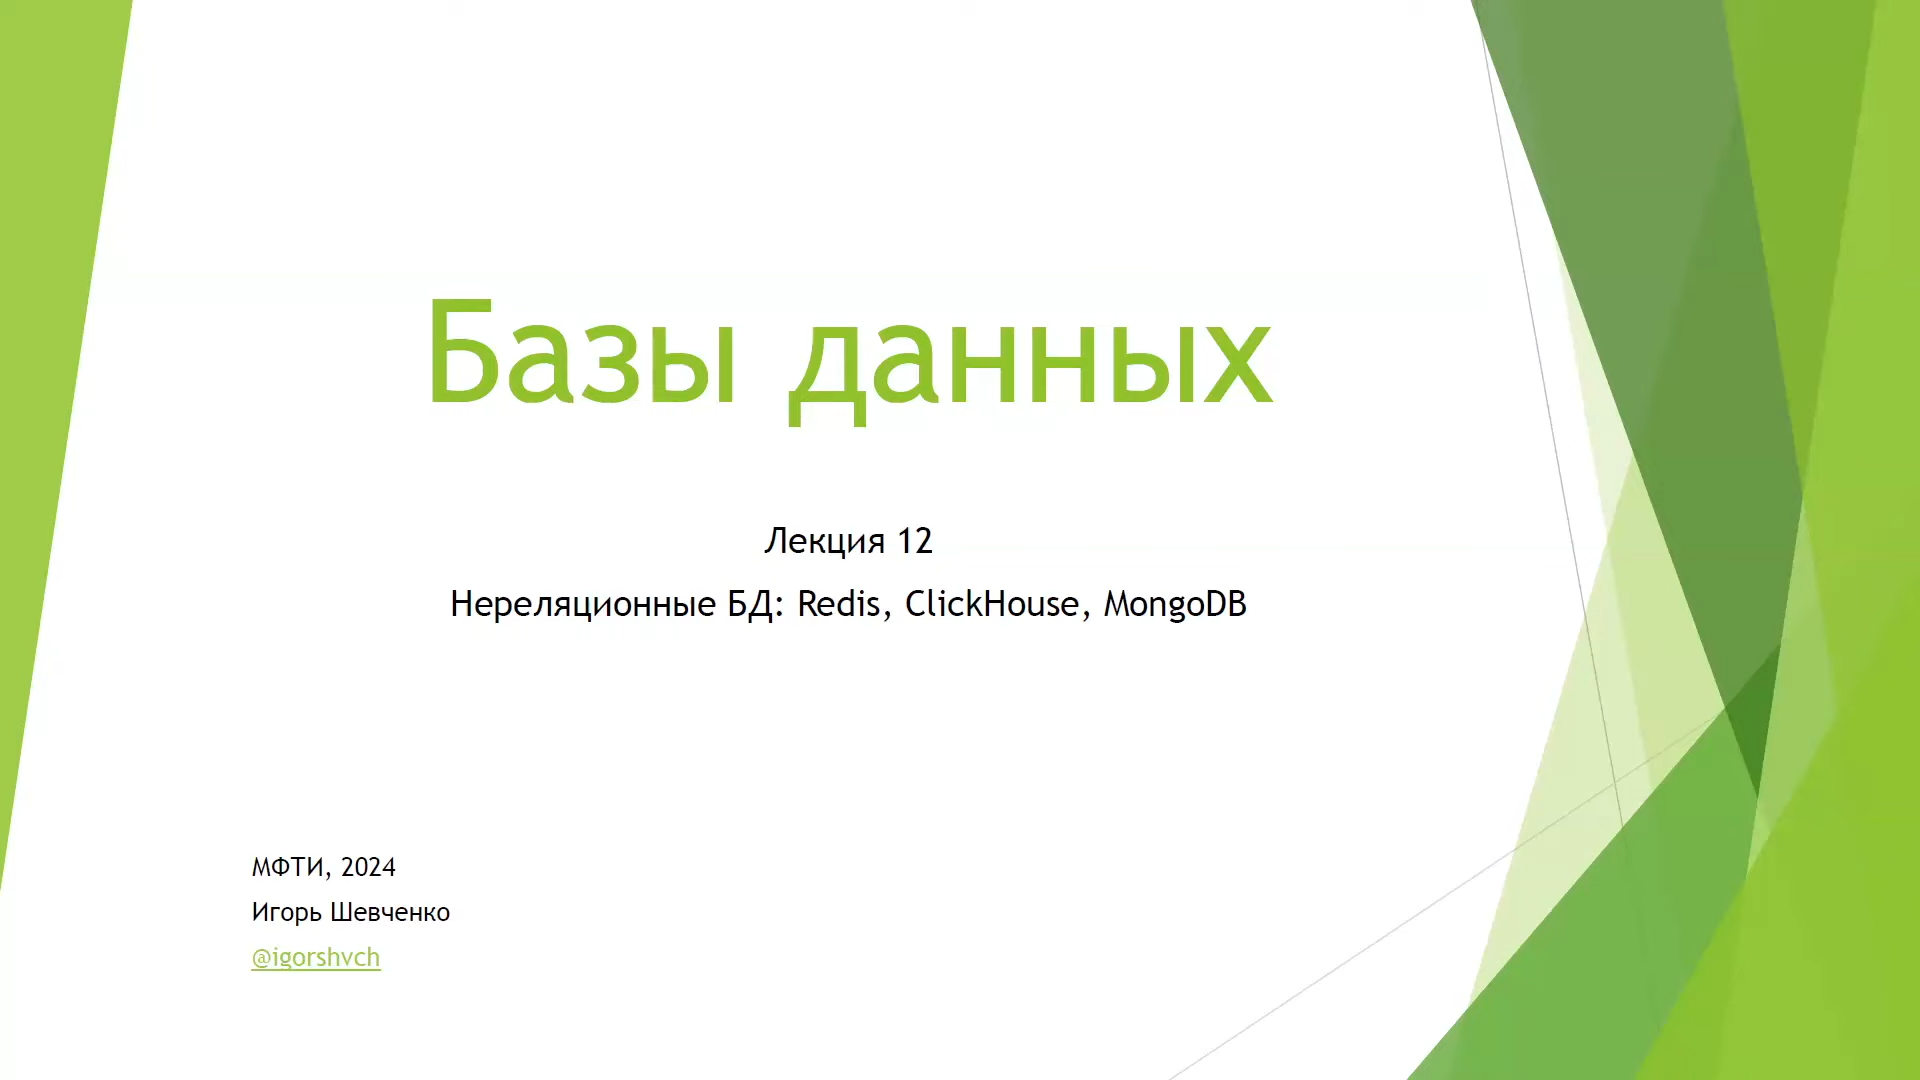 Базы данных
Лекция 12
Нереляционные БД: Redis, ClickHouse, MongoDB
МФТИ, 2024
Игорь Шевченко
@igorshvch